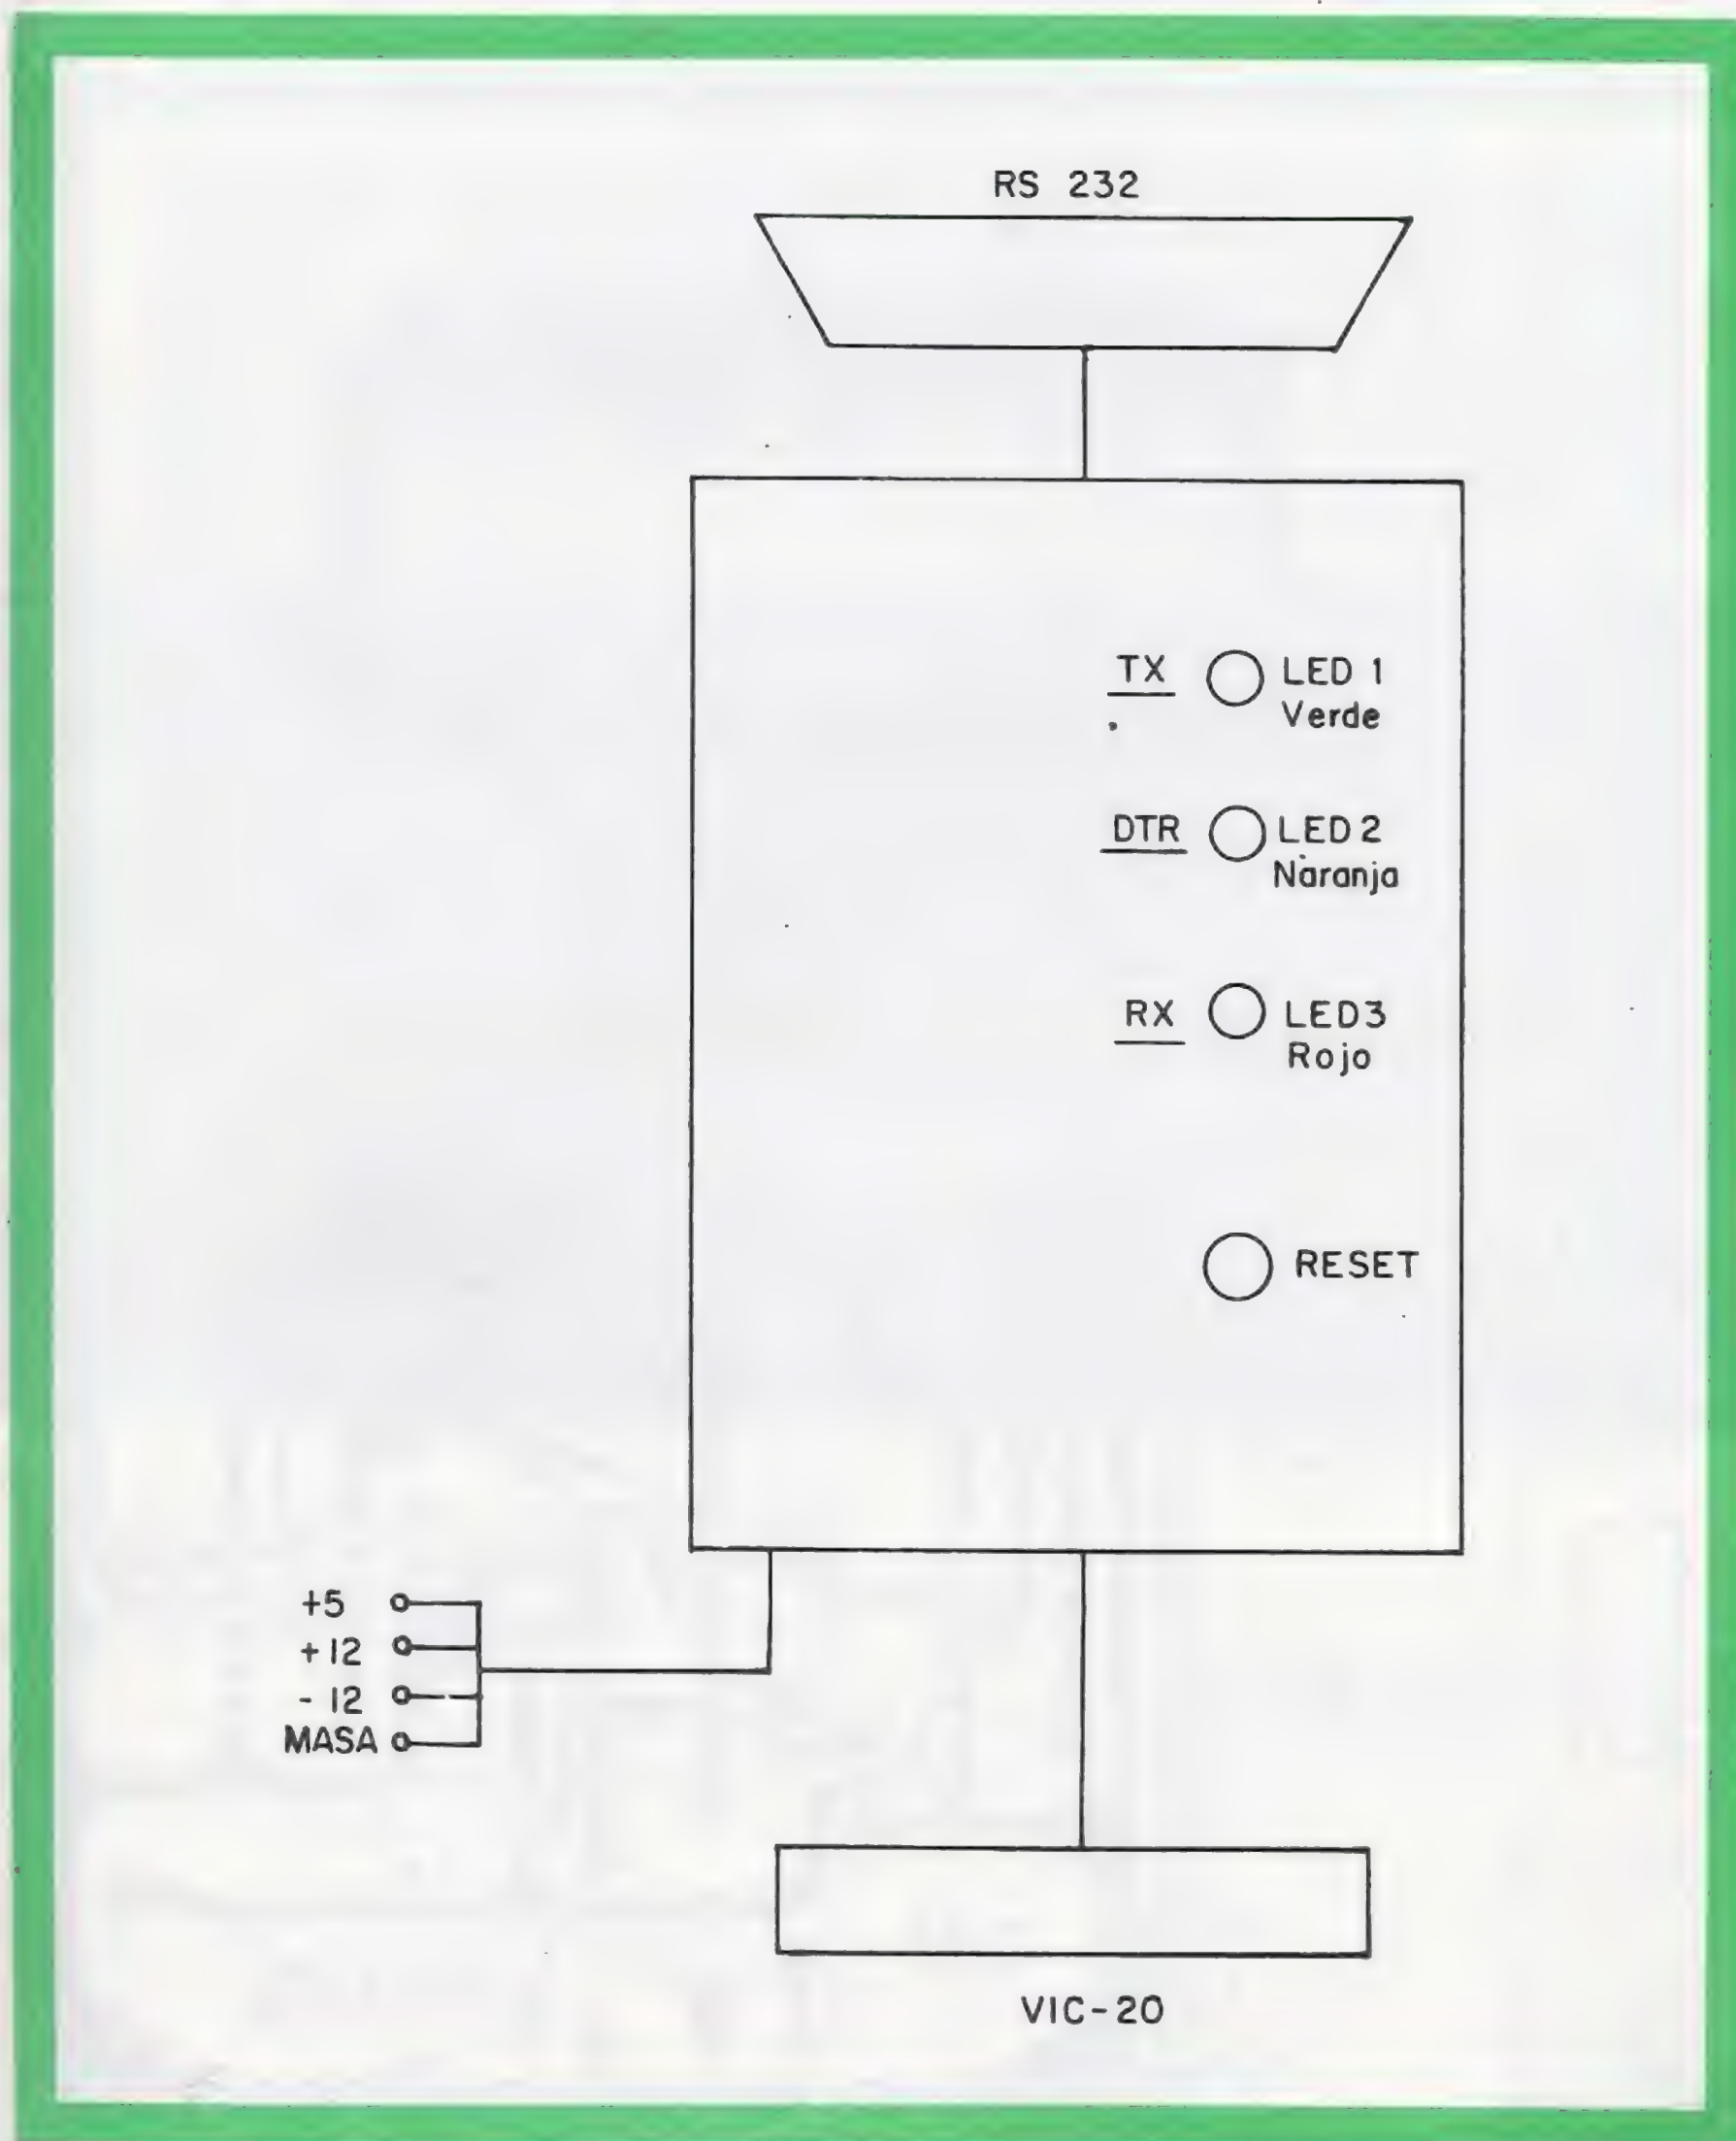 RS 232
TX
LED 1
Verde
DTR
LED 2
Naranja
RX
LED3
Rojo
RESET
+5
+12
- 12
MASA
VIC-20